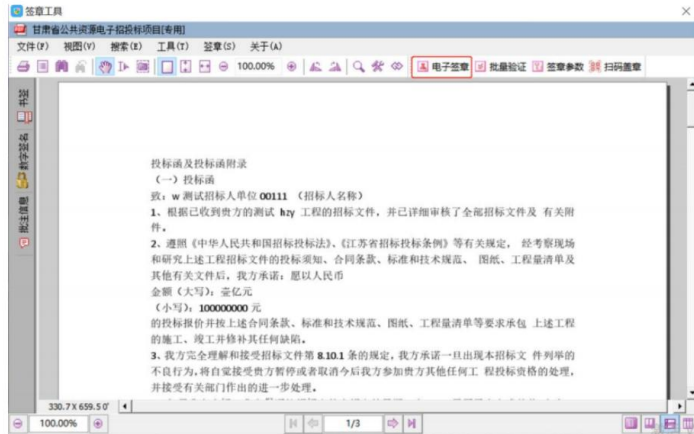 签章工具
甘肃省公共资源电子招投标项目[专用]
文件(F) 视图(V) 搜索(E) 工具(T) 签章(S) 关于(A)
100.00% 电子签章 批量验证 签章参数 扫码盖章
书签
数字签名
批注信息
投标函及投标函附录
（一）投标函
致：w 测试招标人单位 00111 （招标人名称）
1、根据已收到贵方的测试 hzy 工程的招标文件，并已详细审核了全部招标文件及 有关附
件。
2、遵照《中华人民共和国招标投标法》、《江苏省招标投标条例》等有关规定， 经考察现场
和研究上述工程招标文件的投标须知、合同条款、标准和技术规范、 图纸、工程量清单及
其他有关文件后，我方承诺：愿以人民币
金额（大写）：壹亿元
（小写）：100000000 元
的投标报价并按上述合同条款、标准和技术规范、图纸、工程量清单等要求承包 上述工程
的施工、竣工并修补其任何缺陷。
3、我方完全理解和接受招标文件第 8.10.1 条的规定，我方承诺一旦出现本招标文 件列举的
不良行为，将自觉接受贵方暂停或者取消今后我方参加贵方其他任何工 程投标资格的处理，
并接受有关部门作出的进一步处理。
330.7X 659.5 0'
100.00% 1/3